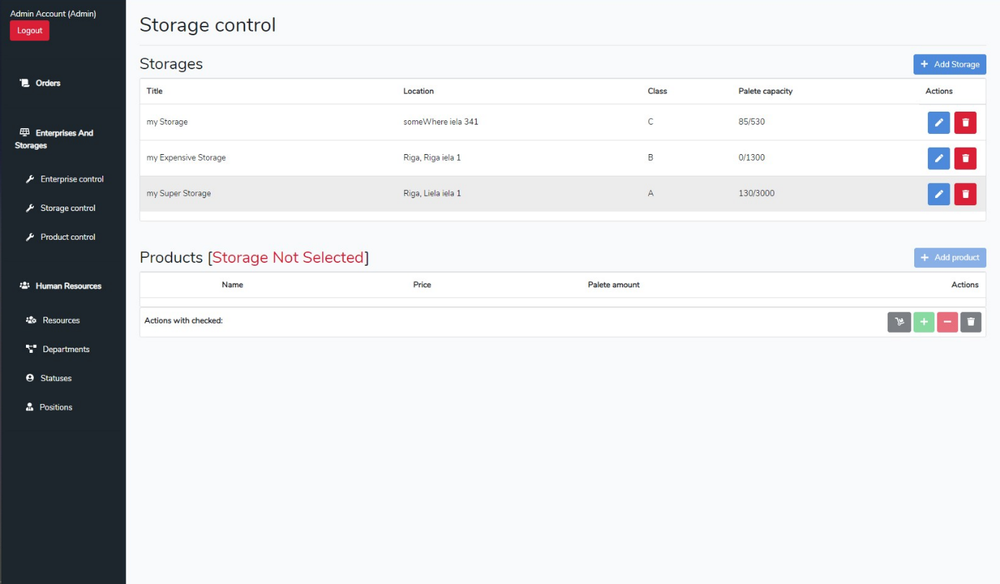 Admin Account (Admin)
Logout
Orders
Enterprises And
Storages
Enterprise control
Storage control
Product control
Human Resources
Resources
Departments
Statuses
Positions
Storage control
Storages
+ Add Storage
Title Location Class Palete capacity Actions
my Storage someWhere iela 341 C 85/530
my Expensive Storage Riga, Riga iela 1 B 0/1300
my Super Storage Riga, Liela iela 1 A 130/3000
Products [Storage Not Selected]
+ Add product
Name Price Palete amount Actions
Actions with checked: